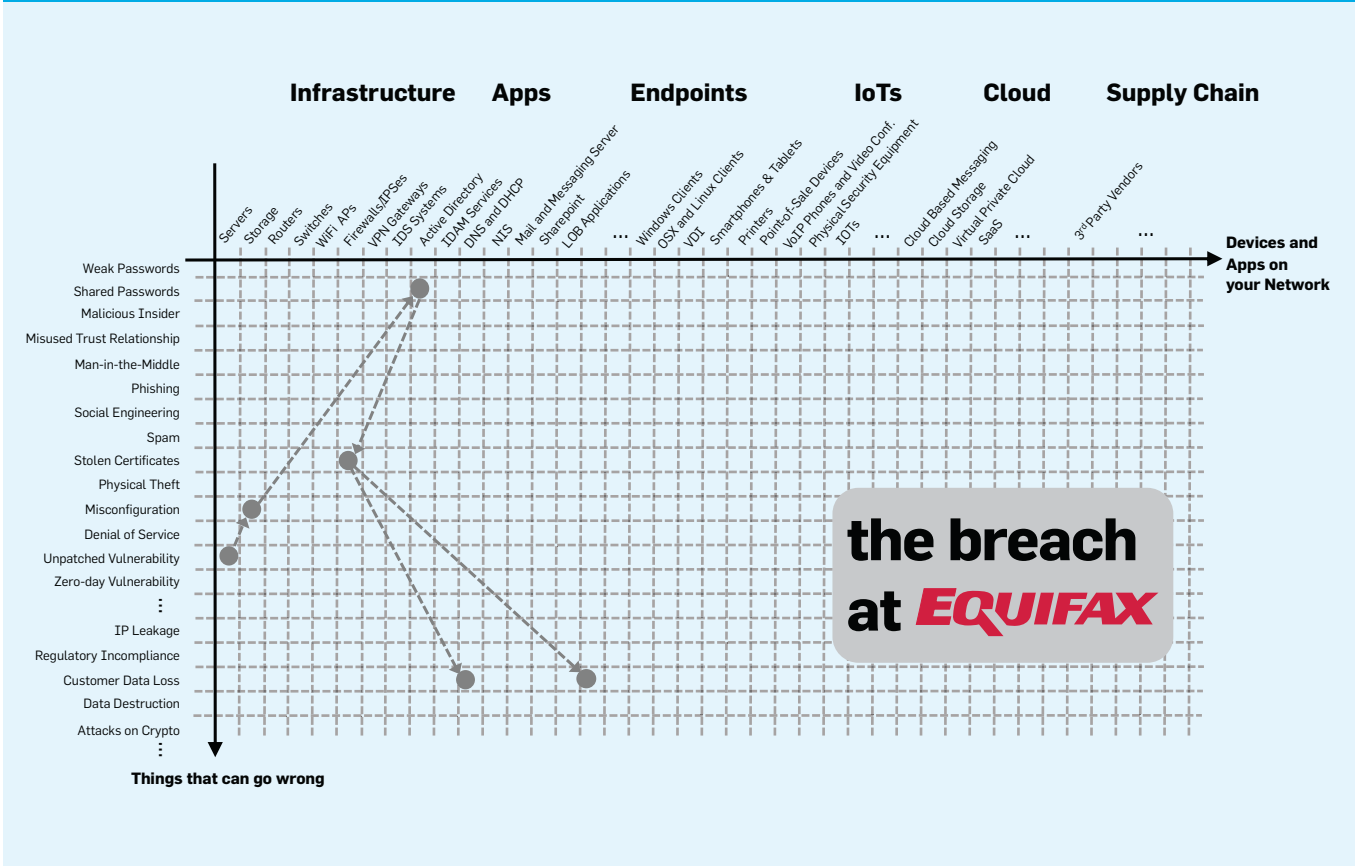 Infrastructure Apps Endpoints IoTs Cloud Supply Chain
Servers
Storage
Routers
Switches
WiFi APs
Firewalls/IPSes
VPN Gateways
IDS Systems
Active Directory
IDAM Services
DNS and DHCP
NIS
Mail and Messaging Server
Sharepoint
LOB Applications
...
Windows Clients
OSX and Linux Clients
VDI
Smartphones & Tablets
Printers
Point-of-Sale Devices
VoIP Phones and Video Conf.
Physical Security Equipment
IOTs
...
Cloud Based Messaging
Cloud Storage
Virtual Private Cloud
SaaS
...
3rd Party Vendors
...
Devices and
Apps on
your Network
Weak Passwords
Shared Passwords
Malicious Insider
Misused Trust Relationship
Man-in-the-Middle
Phishing
Social Engineering
Spam
Stolen Certificates
Physical Theft
Misconfiguration
Denial of Service
Unpatched Vulnerability
Zero-day Vulnerability
...
IP Leakage
Regulatory Incompliance
Customer Data Loss
Data Destruction
Attacks on Crypto
...
Things that can go wrong
the breach
at EQUIFAX